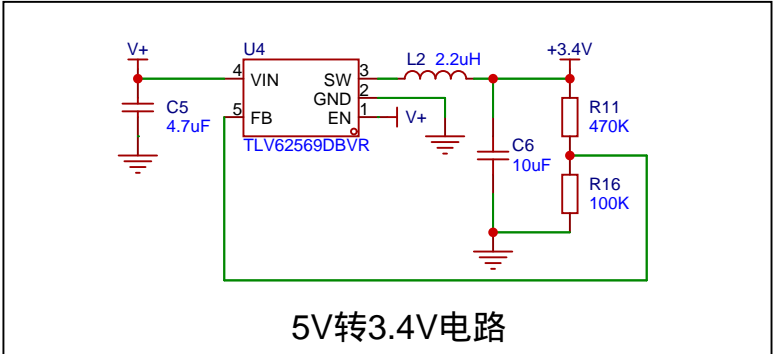 V+
U4
L2 2.2uH
+3.4V
4 VIN SW 3
GND 2
5 FB EN 1 V+
C5
4.7uF
TLV62569DBVR
R11
470K
C6
10uF
R16
100K
5V转3.4V电路